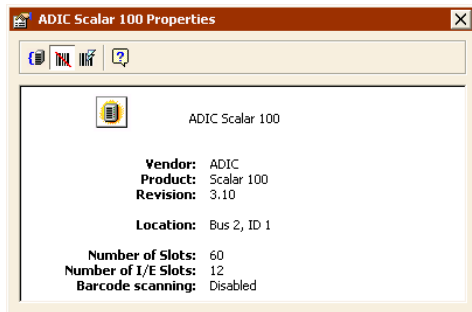 ADIC Scalar 100 Properties
ADIC Scalar 100
Vendor: ADIC
Product: Scalar 100
Revision: 3.10
Location: Bus 2, ID 1
Number of Slots: 60
Number of I/E Slots: 12
Barcode scanning: Disabled